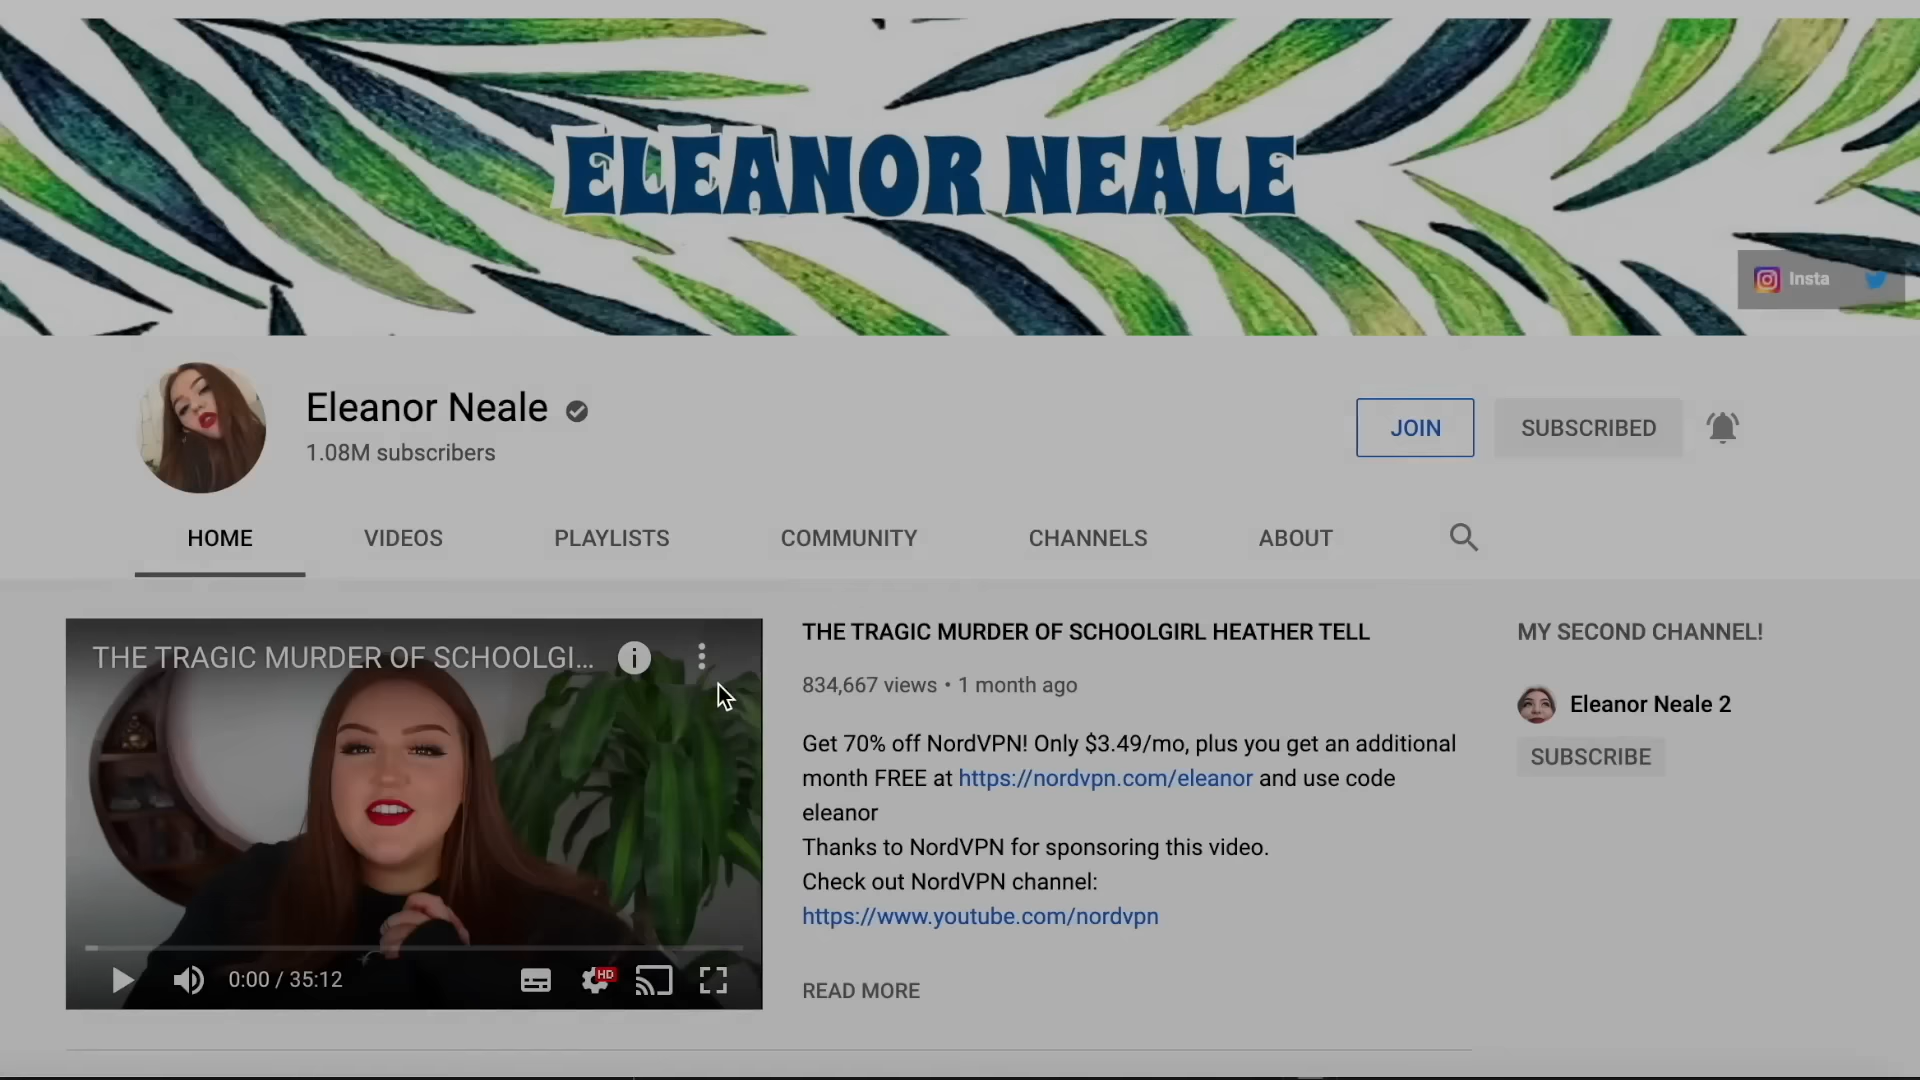 ELEANOR NEALE
Insta
Eleanor Neale
1.08M subscribers
JOIN
SUBSCRIBED
HOME
VIDEOS
PLAYLISTS
COMMUNITY
CHANNELS
ABOUT
THE TRAGIC MURDER OF SCHOOLGI...
0:00 / 35:12
HD
THE TRAGIC MURDER OF SCHOOLGIRL HEATHER TELL
834,667 views • 1 month ago
Get 70% off NordVPN! Only $3.49/mo, plus you get an additional
month FREE at https://nordvpn.com/eleanor and use code
eleanor
Thanks to NordVPN for sponsoring this video.
Check out NordVPN channel:
https://www.youtube.com/nordvpn
READ MORE
MY SECOND CHANNEL!
Eleanor Neale 2
SUBSCRIBE